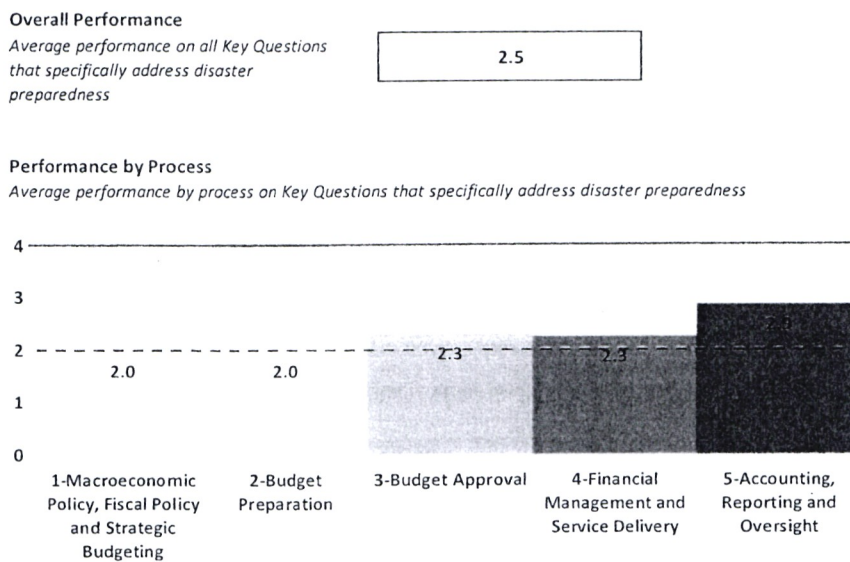 Overall Performance
Average performance on all Key Questions
that specifically address disaster
preparedness
2.5
Performance by Process
Average performance by process on Key Questions that specifically address disaster preparedness
4
3
2
1
0
2.0
2.0
2.3
2.3
1-Macroeconomic
Policy, Fiscal Policy
and Strategic
Budgeting
2-Budget
Preparation
3-Budget Approval
4-Financial
Management and
Service Delivery
5-Accounting,
Reporting and
Oversight